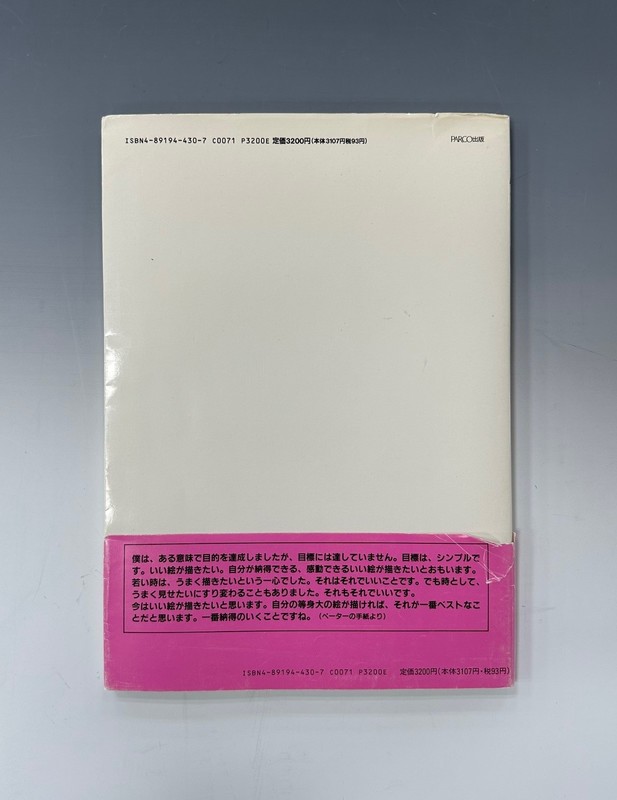 ISBN4-89194-430-7 C0071 P3200E 定価3200円(本体3107円税93円)
PARCO出版
僕は、ある意味で目的を達成しましたが、目標には達していません。目標は、シンプルで
す。いい絵が描きたい。自分が納得できる、感動できるいい絵が描きたいとおもいます。
若い時は、うまく描きたいという一心でした。それはそれでいいことです。でも時として、
うまく見せたいにすり変わることもありました。それもそれでいいです。
今はいい絵が描きたいと思います。自分の等身大の絵が描ければ、それが一番ベストなこ
とだと思います。一番納得のいくことですね。(ペーターの手紙より)
ISBN4-89194-430-7 C0071 P3200E 定価3200円(本体3107円・税93円)